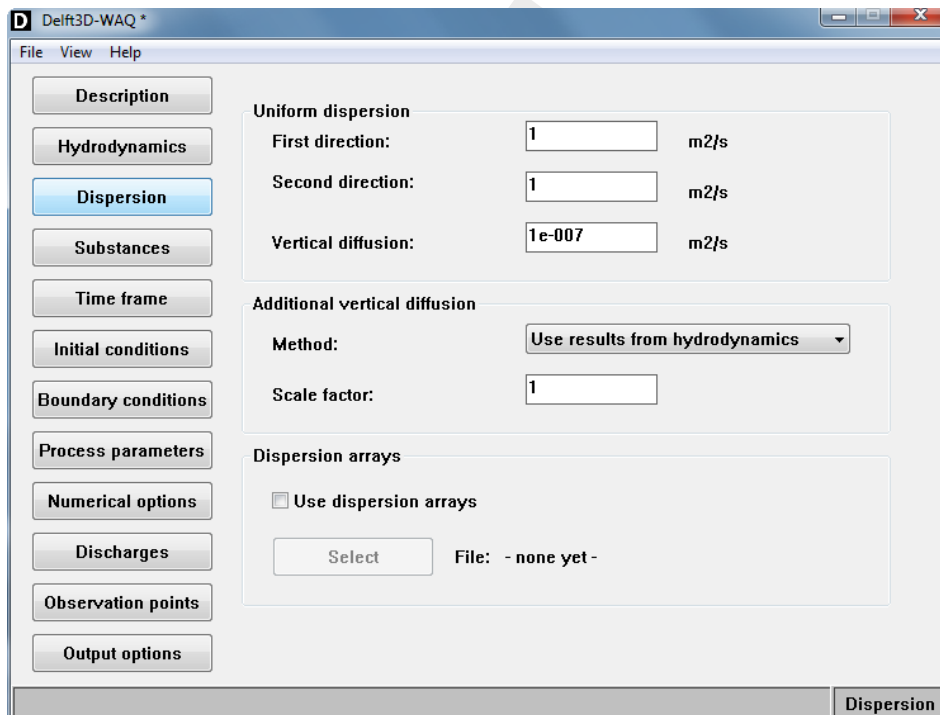 Delft3D-WAQ *
File View Help
Description
Hydrodynamics
Dispersion
Substances
Time frame
Initial conditions
Boundary conditions
Process parameters
Numerical options
Discharges
Observation points
Output options
Uniform dispersion
First direction: 1 m2/s
Second direction: 1 m2/s
Vertical diffusion: 1e-007 m2/s
Additional vertical diffusion
Method: Use results from hydrodynamics
Scale factor: 1
Dispersion arrays
Use dispersion arrays
Select File: - none yet -
Dispersion